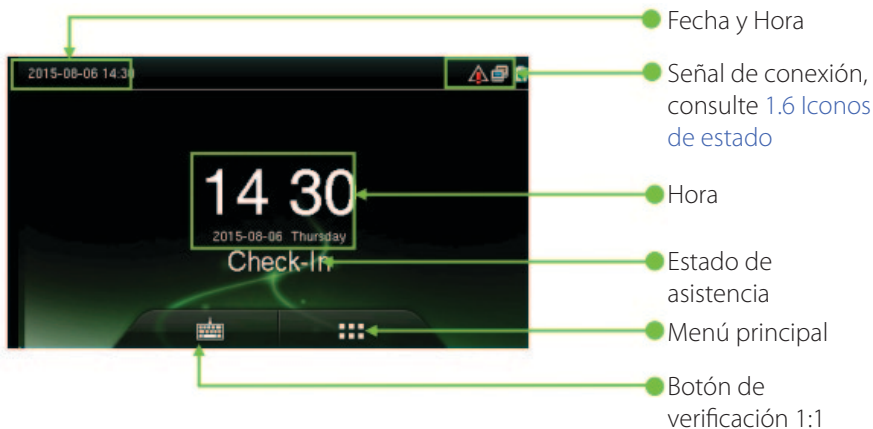 Fecha y Hora
2015-08-06 14:30
Señal de conexión,
consulte 1.6 Iconos
de estado
14 30
2015-08-06 Thursday
Hora
Check-In
Estado de
asistencia
Menú principal
Botón de
verificación 1:1